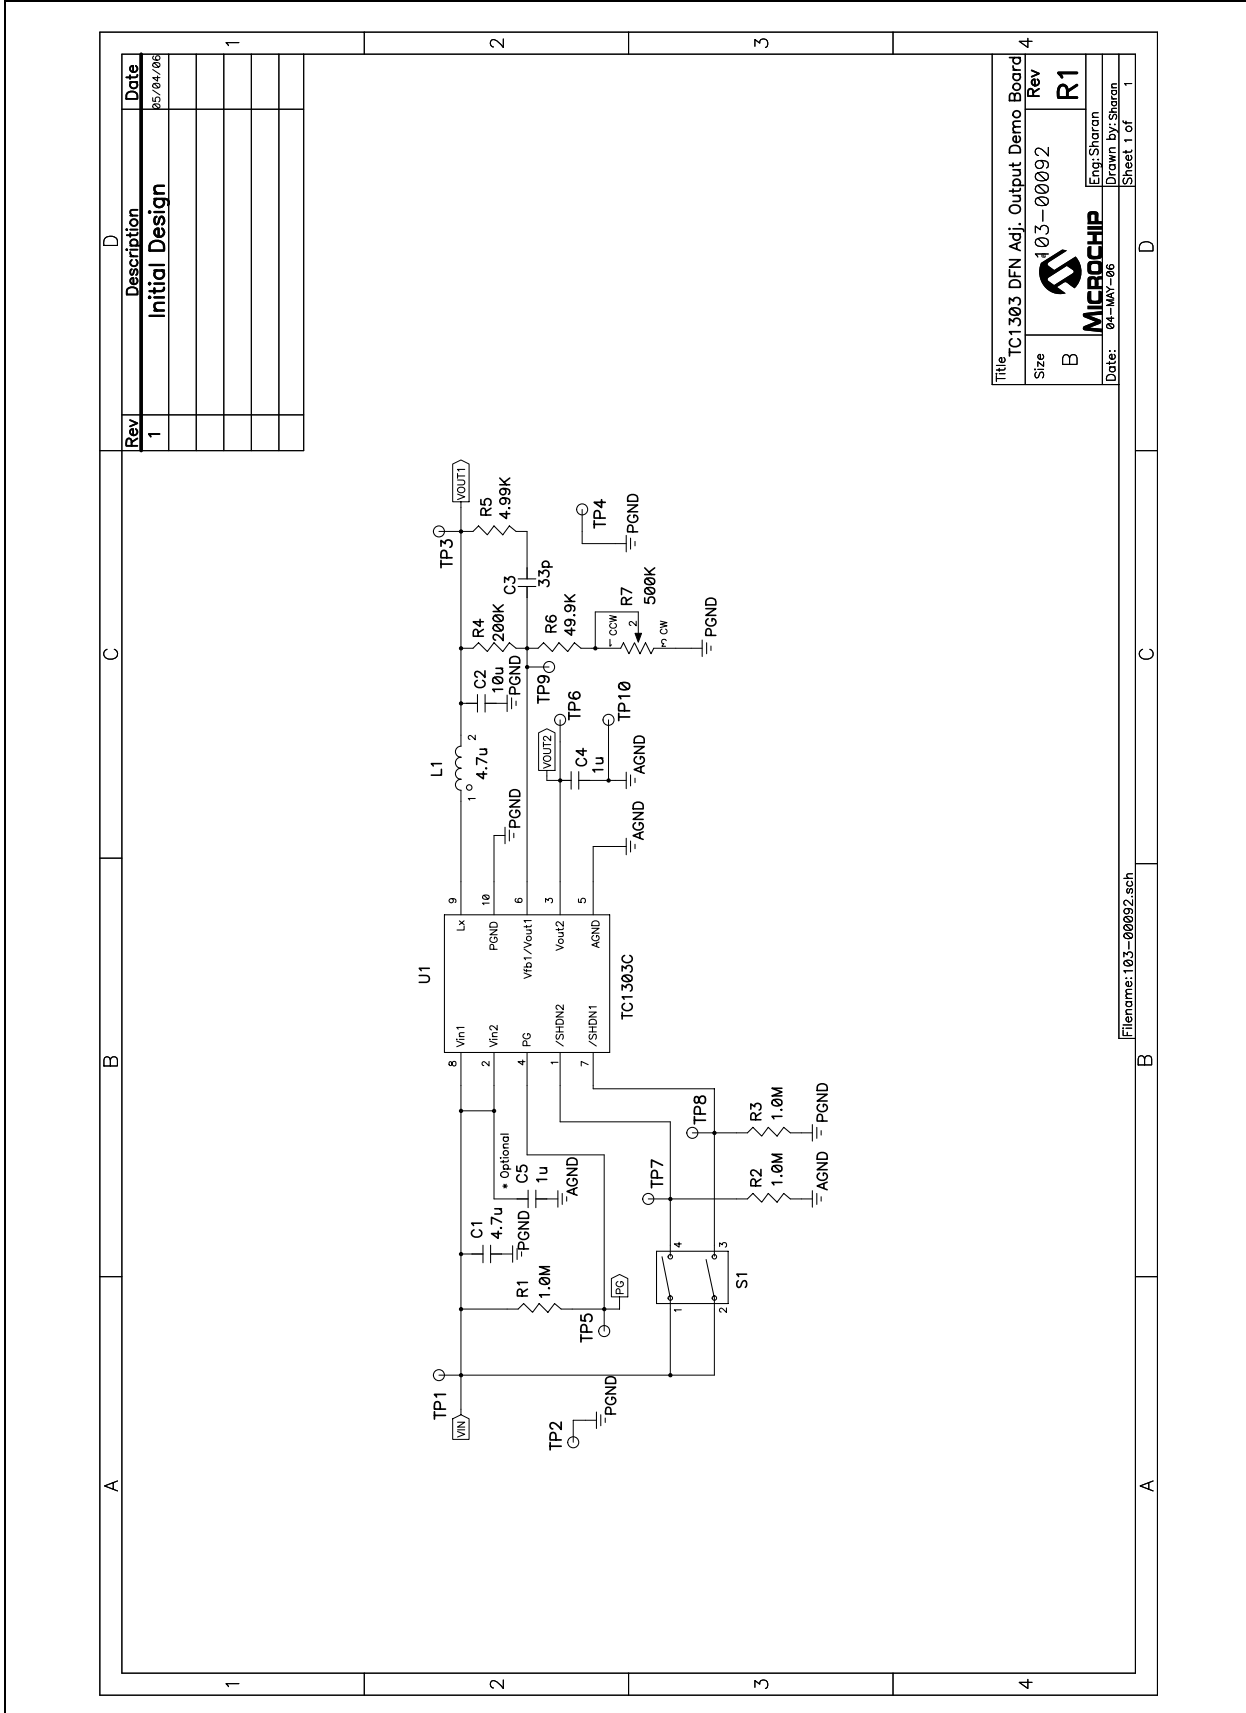 A
B
C
D
1
2
3
4
Rev
Description
Date
1
Initial Design
05/04/06
VIN
TP1
TP2
PGND
R1
1.0M
TP5
PG
C1
4.7u
PGND
* Optional
C5
1u
AGND
S1
1
4
2
3
TP7
TP8
R2
1.0M
AGND
R3
1.0M
PGND
U1
8
Vin1
2
Vin2
4
PG
1
/SHDN2
7
/SHDN1
Lx
9
PGND
10
Vfb1/Vout1
6
Vout2
3
AGND
5
TC1303C
PGND
AGND
L1
1
2
4.7u
C2
10u
PGND
TP9
VOUT2
TP6
C4
1u
TP10
AGND
R4
200K
R6
49.9K
C3
33p
R5
4.99K
TP3
VOUT1
1 CCW
2
3 CW
R7
500K
PGND
TP4
PGND
Title
TC1303 DFN Adj. Output Demo Board
Size
B
103-00092
Rev
R1
MICROCHIP
Eng: Sharan
Drawn by: Sharan
Date: 04-MAY-06
Sheet 1 of 1
Filename: 103-00092.sch
1
2
3
4
A
B
C
D